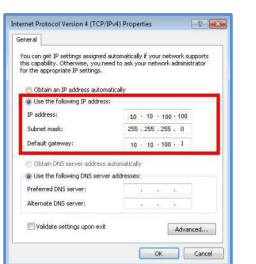 Internet Protocol Version 4 (TCP/IPv4) Properties
General
You can get IP settings assigned automatically if your network supports
this capability. Otherwise, you need to ask your network administrator
for the appropriate IP settings.
Obtain an IP address automatically
Use the following IP address:
IP address: 10 . 10 . 100 . 100
Subnet mask: 255 . 255 . 255 . 0
Default gateway: 10 . 10 . 100 . 1
Obtain DNS server address automatically
Use the following DNS server addresses:
Preferred DNS server: . . .
Alternate DNS server: . . .
Validate settings upon exit
Advanced...
OK Cancel